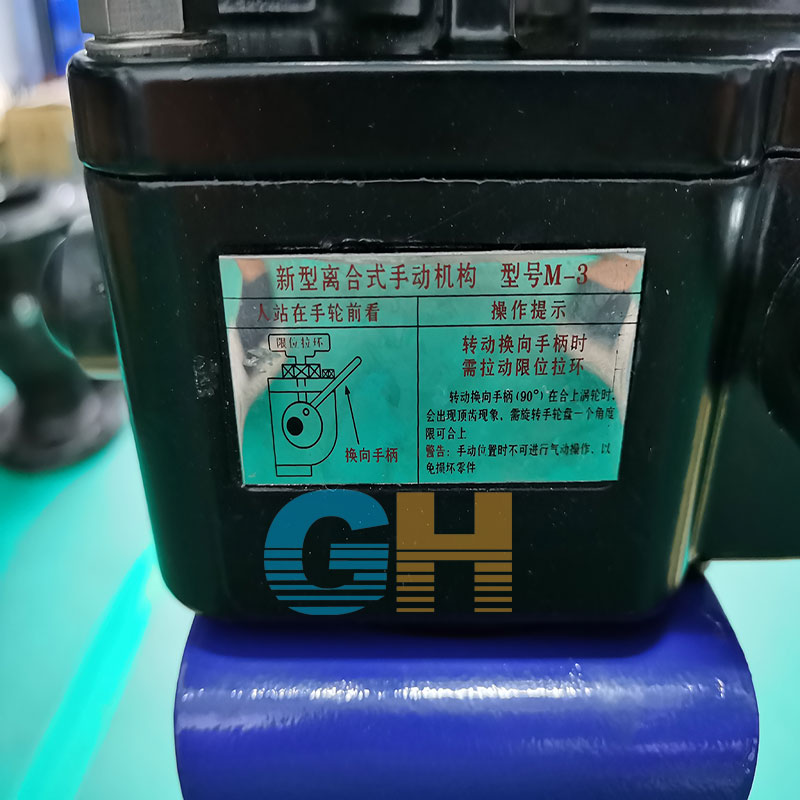 新型离合式手动机构 型号M-3
人站在手轮前看
操作提示
限位拉环
换向手柄
转动换向手柄时
需拉动限位拉环
转动换向手柄(90°)在合上涡轮时,
会出现顶齿现象、需旋转手轮盘一个角度
限可合上
警告:手动位置时不可进行气动操作、以
免损坏零件
GH